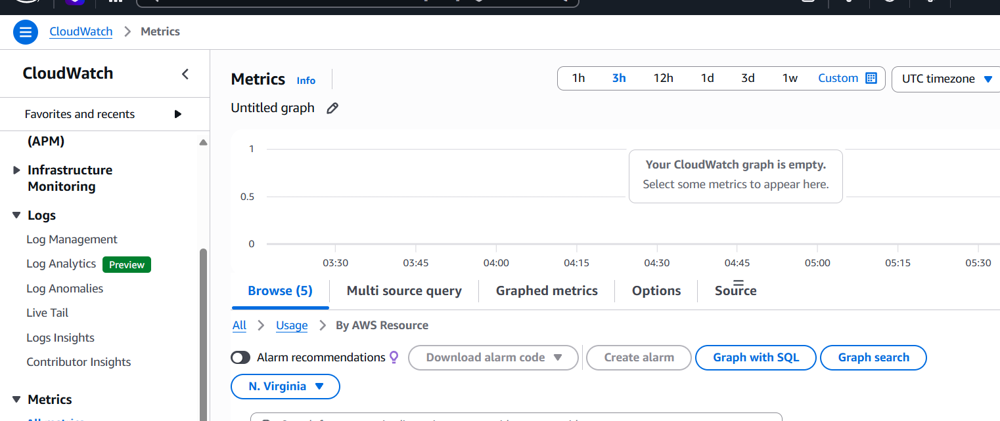 CloudWatch > Metrics
CloudWatch
Favorites and recents
(APM)
Infrastructure
Monitoring
Logs
Log Management
Log Analytics Preview
Log Anomalies
Live Tail
Logs Insights
Contributor Insights
Metrics
All metrics
Metrics Info
1h 3h 12h 1d 3d 1w Custom
UTC timezone
Untitled graph
1
0.5
0
Your CloudWatch graph is empty.
Select some metrics to appear here.
03:30 03:45 04:00 04:15 04:30 04:45 05:00 05:15 05:30
Browse (5) Multi source query Graphed metrics Options Source
All > Usage > By AWS Resource
Alarm recommendations Download alarm code Create alarm Graph with SQL Graph search
N. Virginia